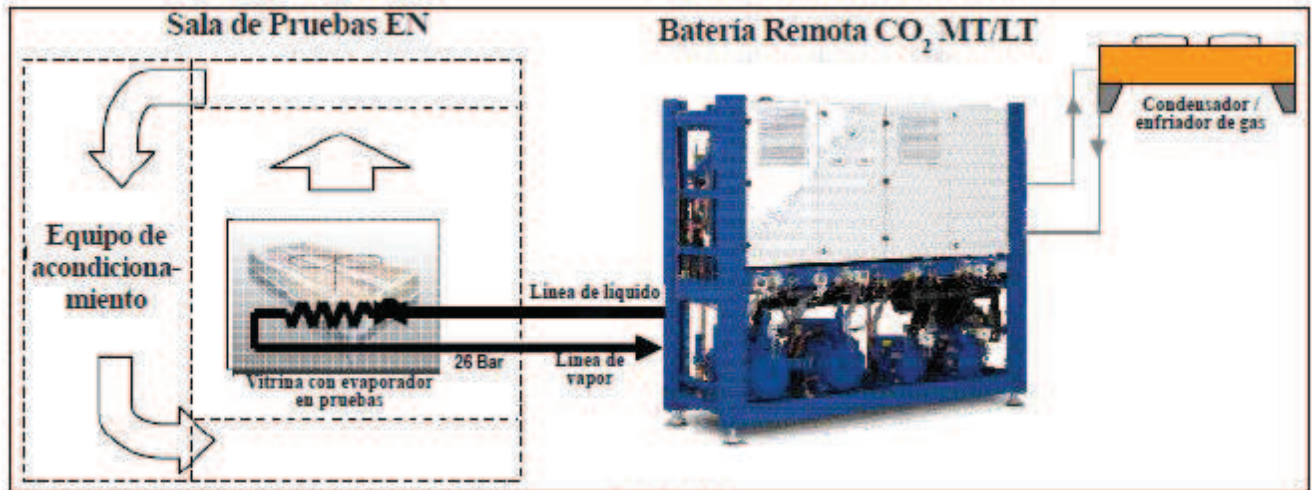 Sala de Pruebas EN
Batería Remota CO₂ MT/LT
Condensador /
enfriador de gas
Equipo de
acondiciona-
miento
Línea de líquido
26 Bar
Línea de
vapor
Vitrina con evaporador
en pruebas